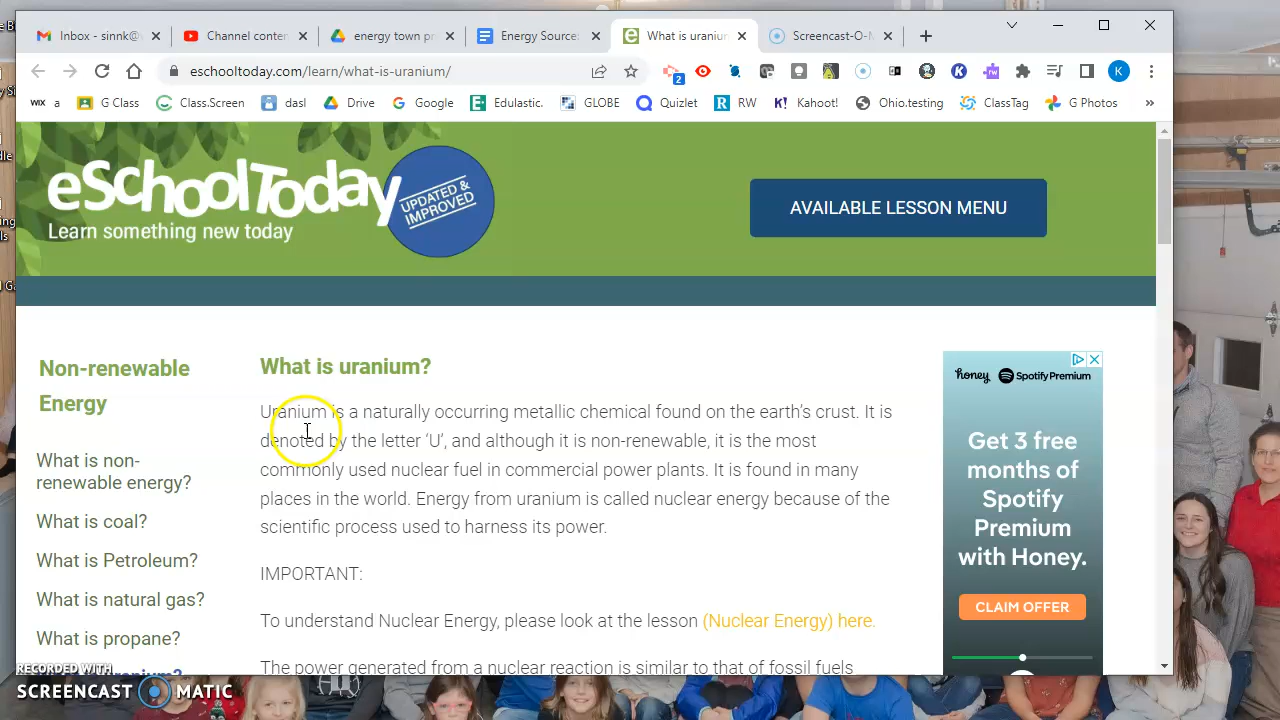 Inbox - sinnk@
Channel conten
energy town pr
Energy Source
What is uraniun
Screencast-O-M
eschooltoday.com/learn/what-is-uranium/
2
K
WIX a G Class Class.Screen dasl Drive Google Edulastic. GLOBE Quizlet RW Kahoot! Ohio.testing ClassTag G Photos »
eSchoolToday
UPDATED & IMPROVED
Learn something new today
AVAILABLE LESSON MENU
Non-renewable
Energy
What is non-
renewable energy?
What is coal?
What is Petroleum?
What is natural gas?
What is propane?
What is uranium?
Uranium is a naturally occurring metallic chemical found on the earth's crust. It is
denoted by the letter 'U', and although it is non-renewable, it is the most
commonly used nuclear fuel in commercial power plants. It is found in many
places in the world. Energy from uranium is called nuclear energy because of the
scientific process used to harness its power.
IMPORTANT:
To understand Nuclear Energy, please look at the lesson (Nuclear Energy) here.
The power generated from a nuclear reaction is similar to that of fossil fuels
honey Spotify Premium
Get 3 free
months of
Spotify
Premium
with Honey.
CLAIM OFFER
RECORDED WITH
SCREENCAST MATIC